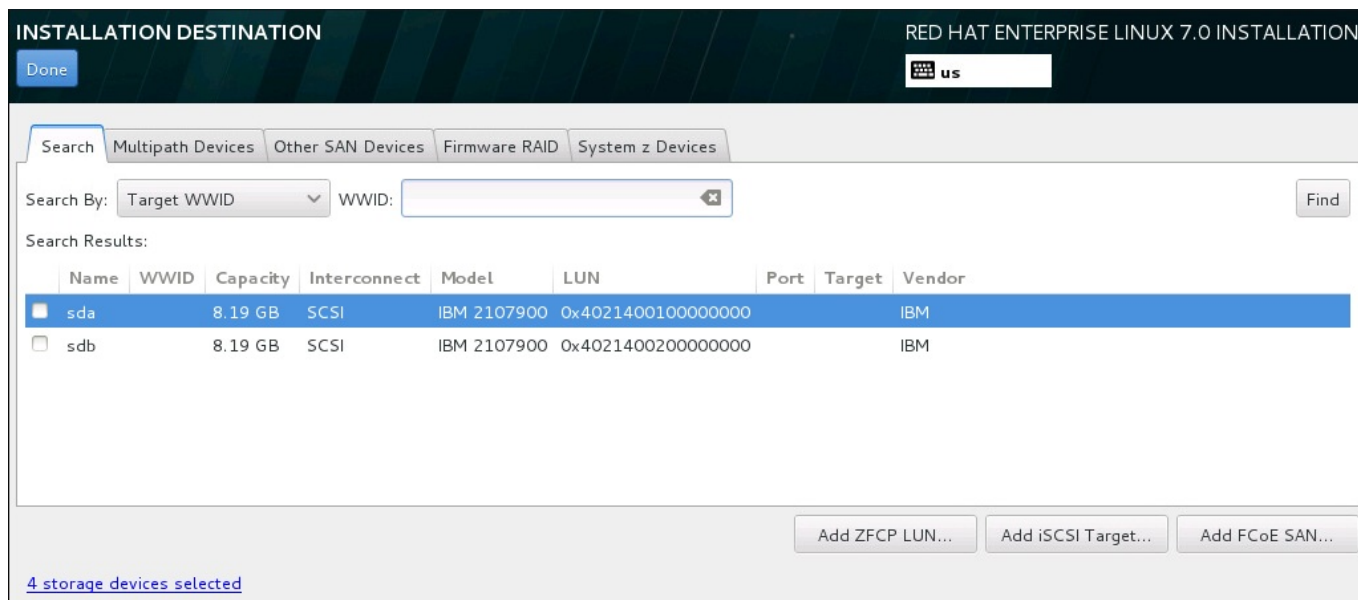 INSTALLATION DESTINATION
RED HAT ENTERPRISE LINUX 7.0 INSTALLATION
Done
us
Search Multipath Devices Other SAN Devices Firmware RAID System z Devices
Search By: Target WWID WWID: Find
Search Results:
Name WWID Capacity Interconnect Model LUN Port Target Vendor
sda 8.19 GB SCSI IBM 2107900 0x4021400100000000 IBM
sdb 8.19 GB SCSI IBM 2107900 0x4021400200000000 IBM
Add ZFCP LUN... Add iSCSI Target... Add FCoE SAN...
4 storage devices selected